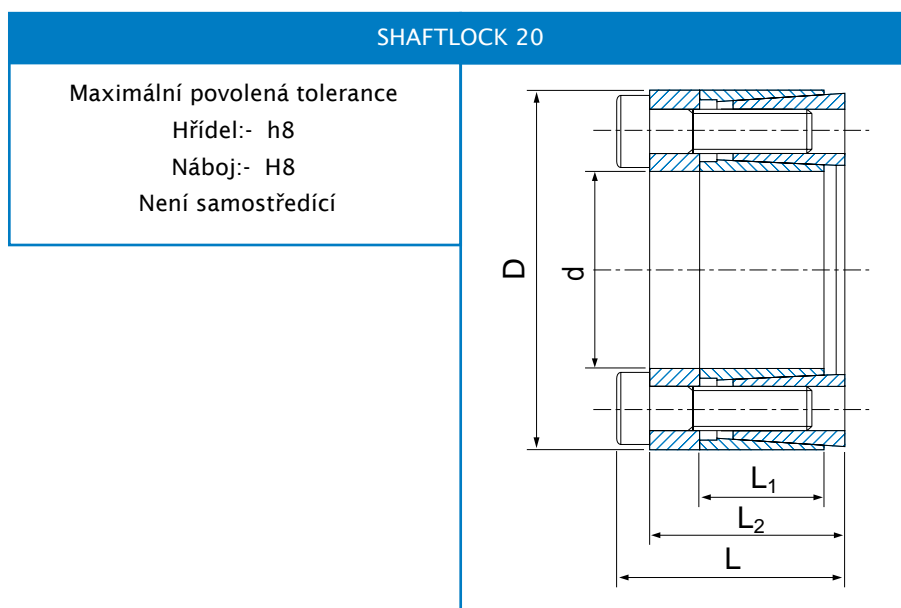 SHAFTLOCK 20
Maximální povolená tolerance
Hřídel:- h8
Náboj:- H8
Není samostředící
D
d
L₁
L₂
L